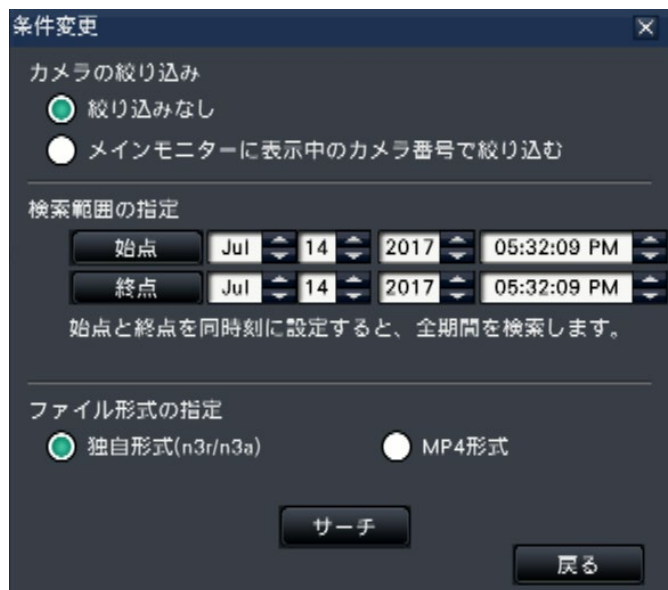 条件変更
カメラの絞り込み
絞り込みなし
メインモニターに表示中のカメラ番号で絞り込む
検索範囲の指定
始点 Jul 14 2017 05:32:09 PM
終点 Jul 14 2017 05:32:09 PM
始点と終点を同時刻に設定すると、全期間を検索します。
ファイル形式の指定
独自形式(n3r/n3a) MP4形式
サーチ
戻る